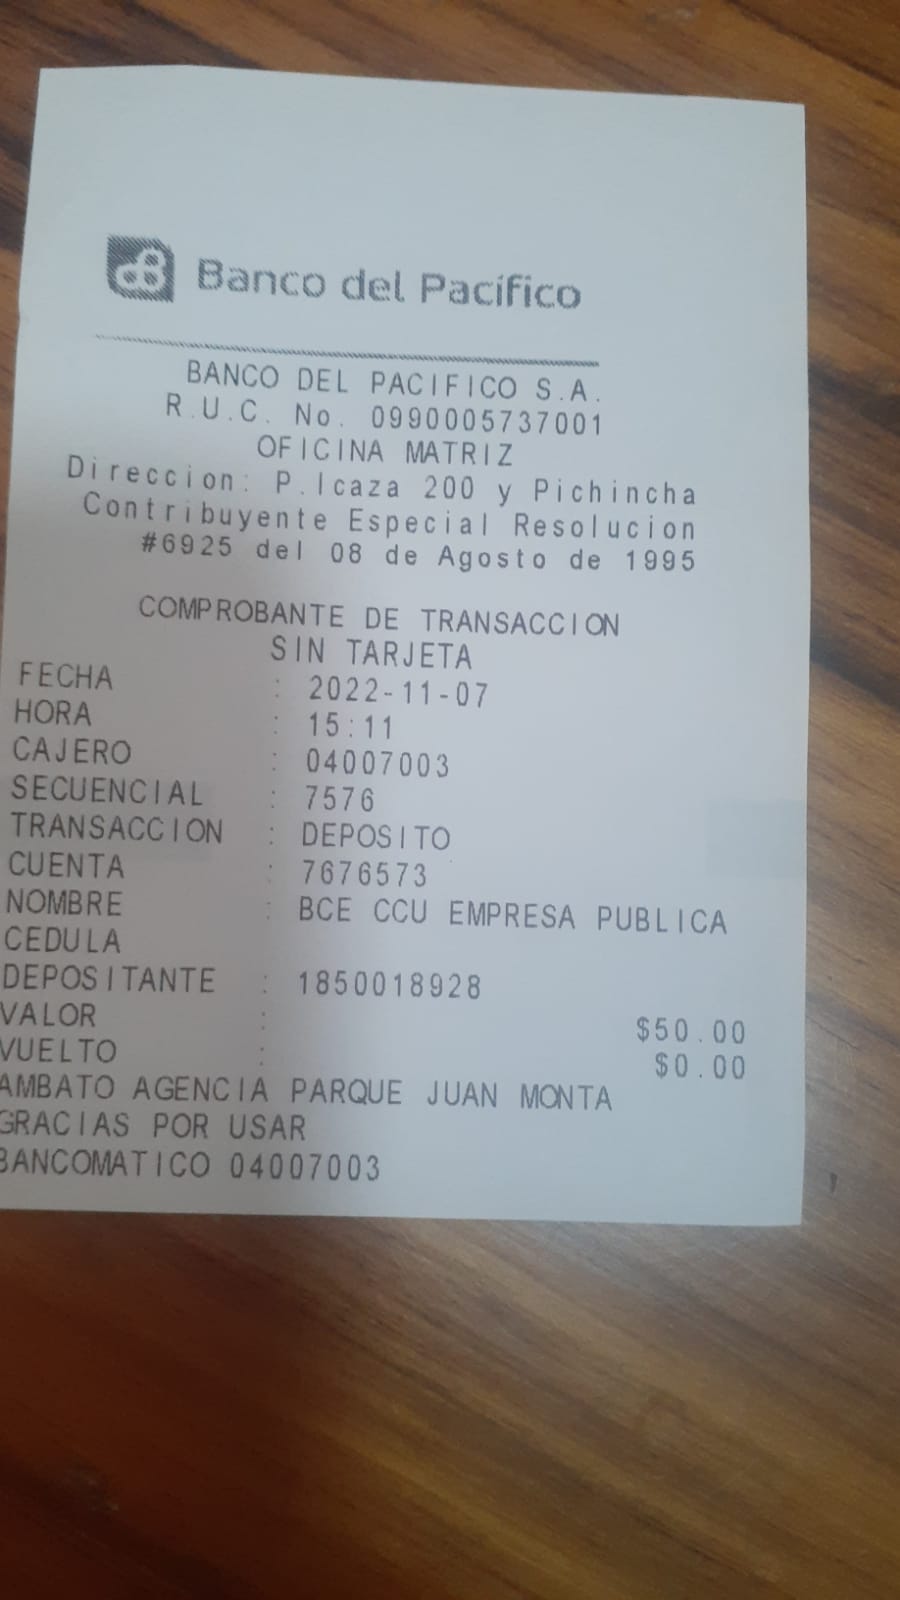 Banco del Pacífico
BANCO DEL PACIFICO S.A.
R.U.C. No. 0990005737001
OFICINA MATRIZ
Direccion: P.Icaza 200 y Pichincha
Contribuyente Especial Resolucion
#6925 del 08 de Agosto de 1995
COMPROBANTE DE TRANSACCION
SIN TARJETA
FECHA : 2022-11-07
HORA : 15:11
CAJERO : 04007003
SECUENCIAL : 7576
TRANSACCION : DEPOSITO
CUENTA : 7676573
NOMBRE : BCE CCU EMPRESA PUBLICA
CEDULA
DEPOSITANTE : 1850018928
VALOR : $50.00
VUELTO : $0.00
AMBATO AGENCIA PARQUE JUAN MONTA
GRACIAS POR USAR
BANCOMATICO 04007003